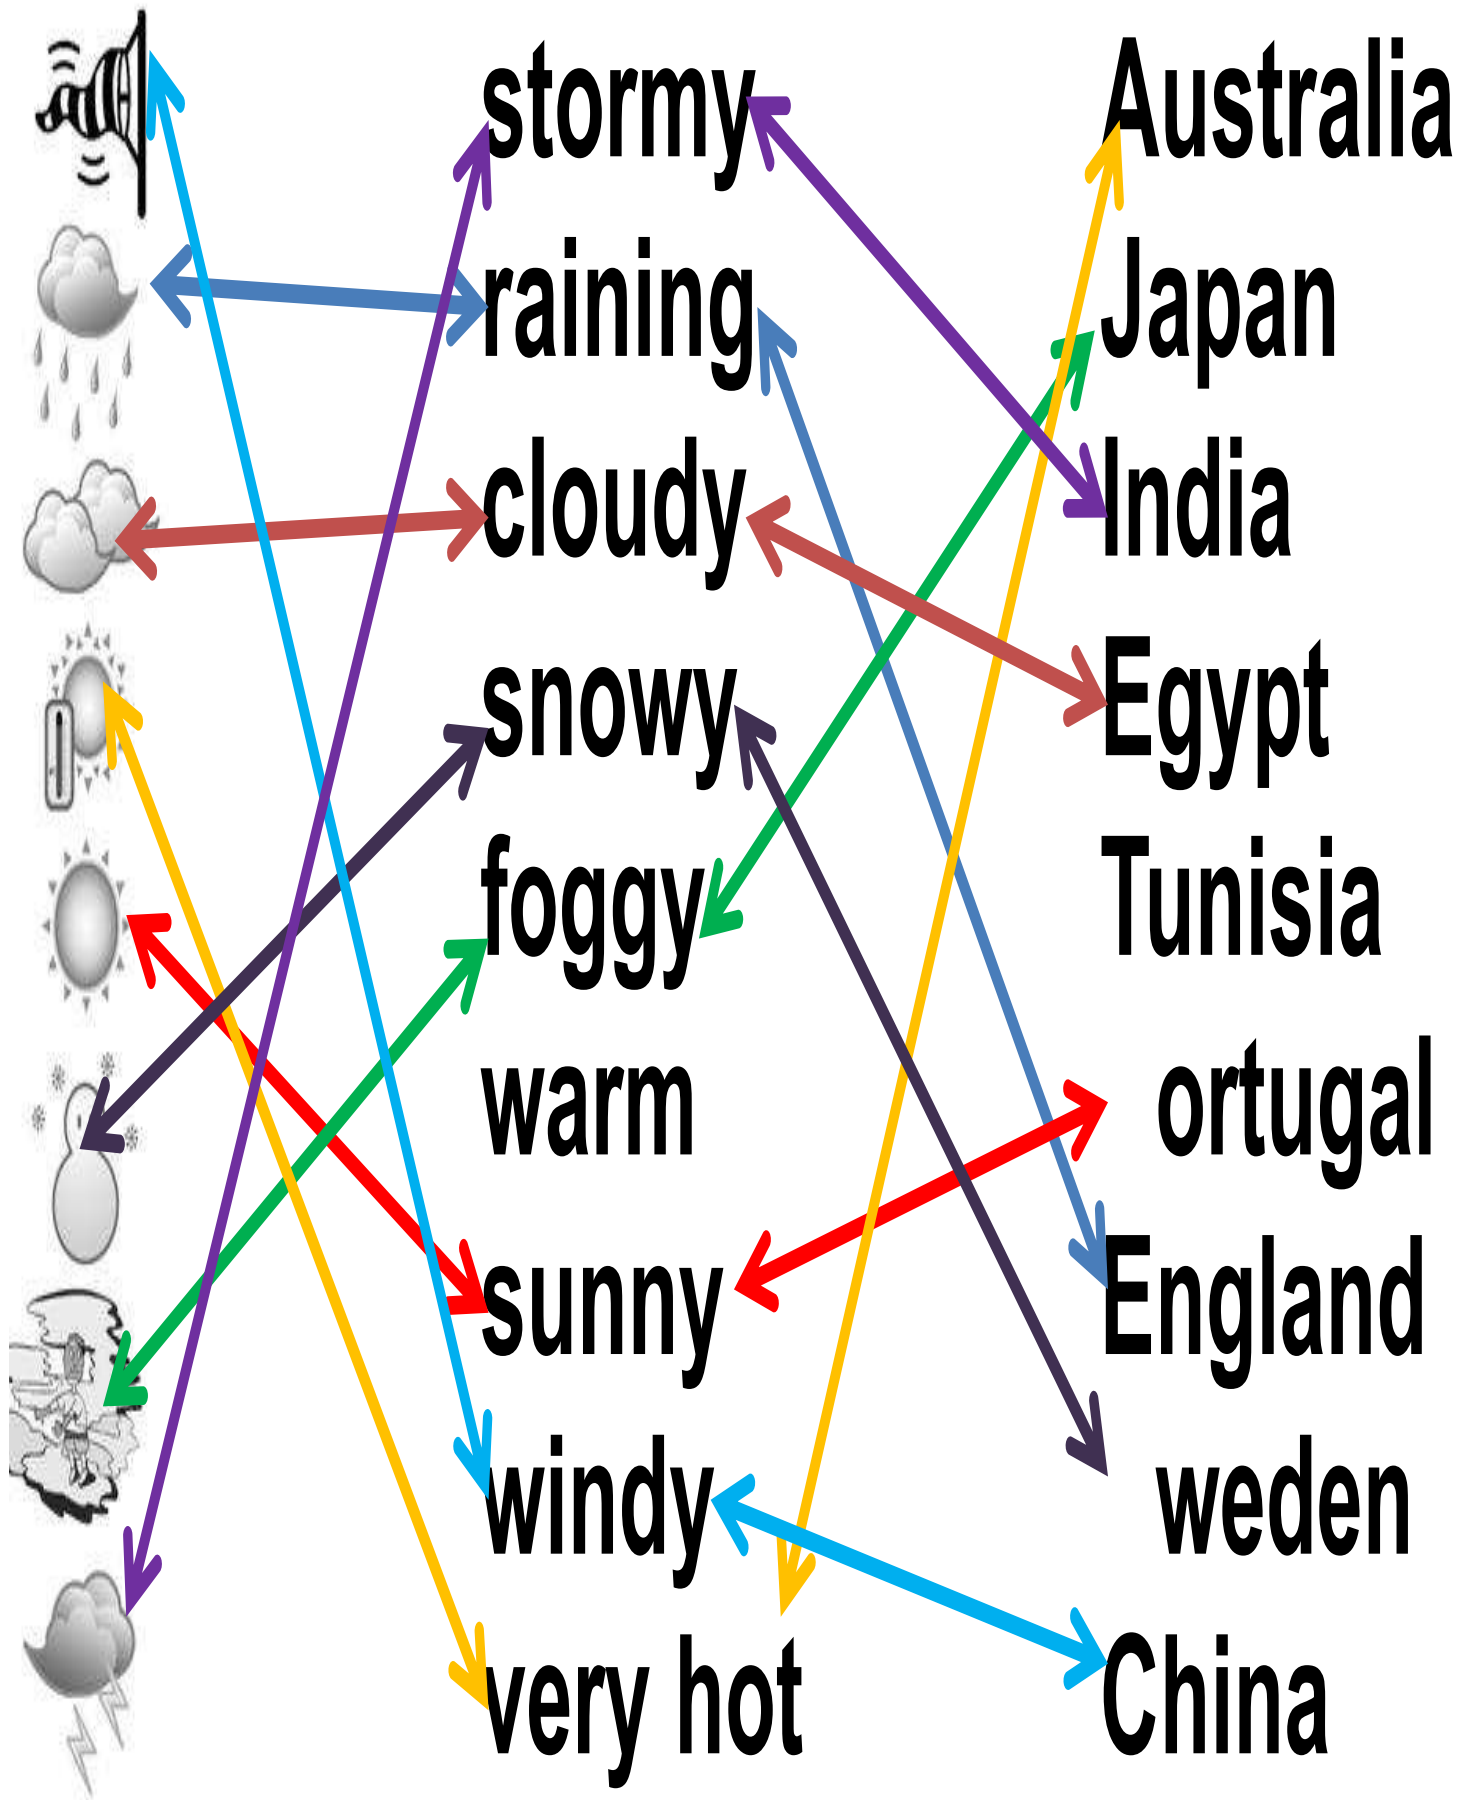 stormy Australia
raining Japan
cloudy India
snowy Egypt
foggy Tunisia
warm ortugal
sunny England
windy weden
very hot China